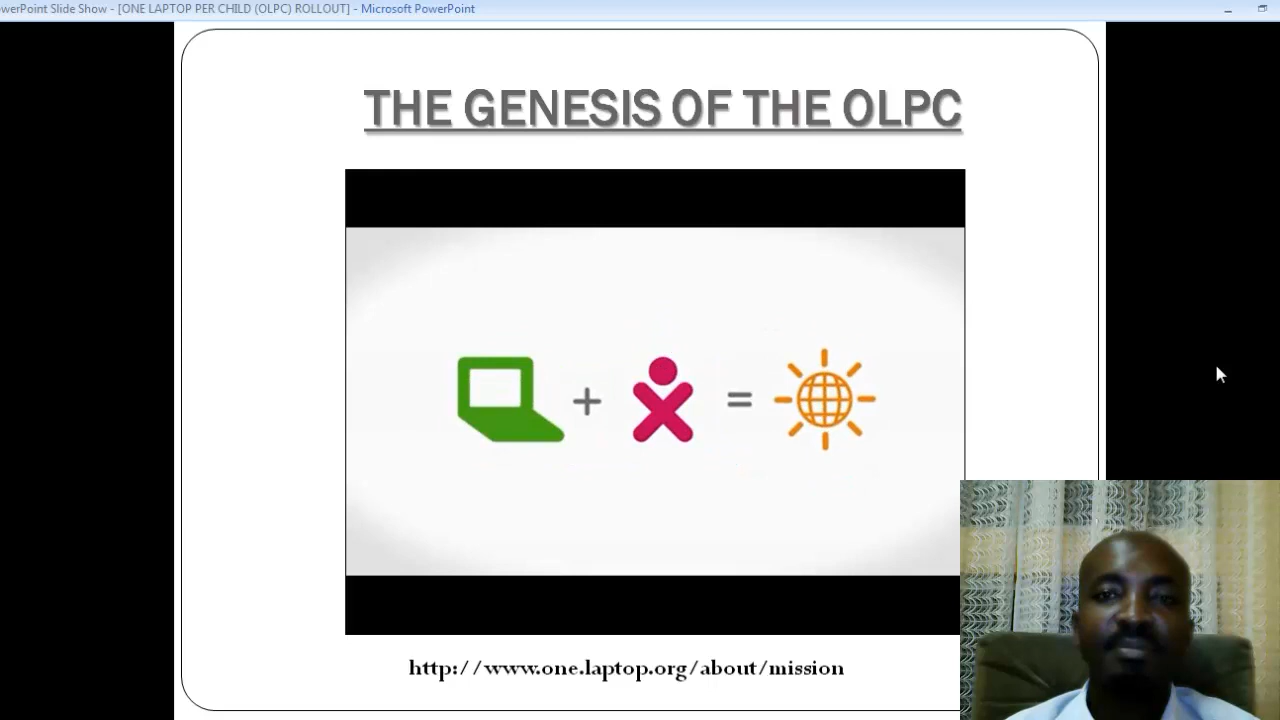 PowerPoint Slide Show - [ONE LAPTOP PER CHILD (OLPC) ROLLOUT] - Microsoft PowerPoint
THE GENESIS OF THE OLPC
+ =
http://www.one.laptop.org/about/mission